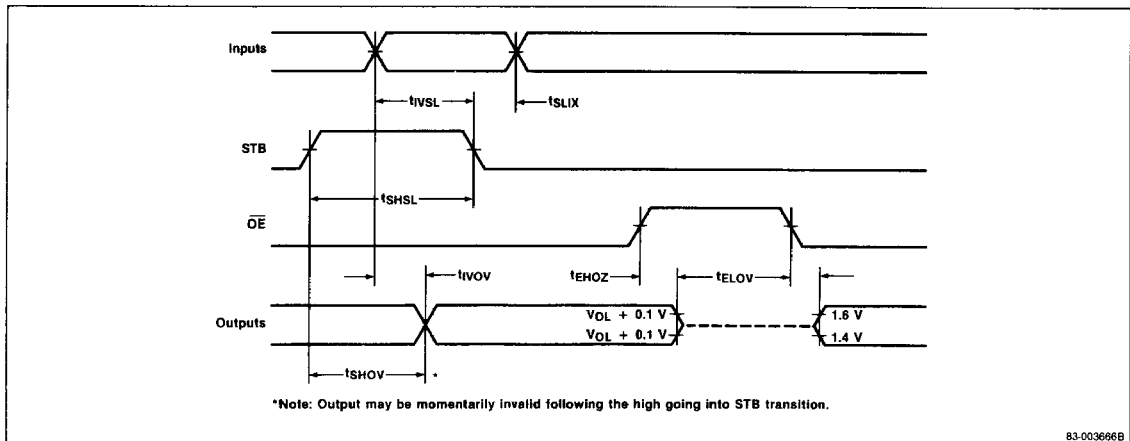 Inputs
tIVSL
tSLIX
STB
tSHSL
OE
tIVOV
tEHOZ
tELOV
Outputs
VOL + 0.1 V
1.6 V
VOL + 0.1 V
1.4 V
tSHOV
*
*Note: Output may be momentarily invalid following the high going into STB transition.
83-003666B